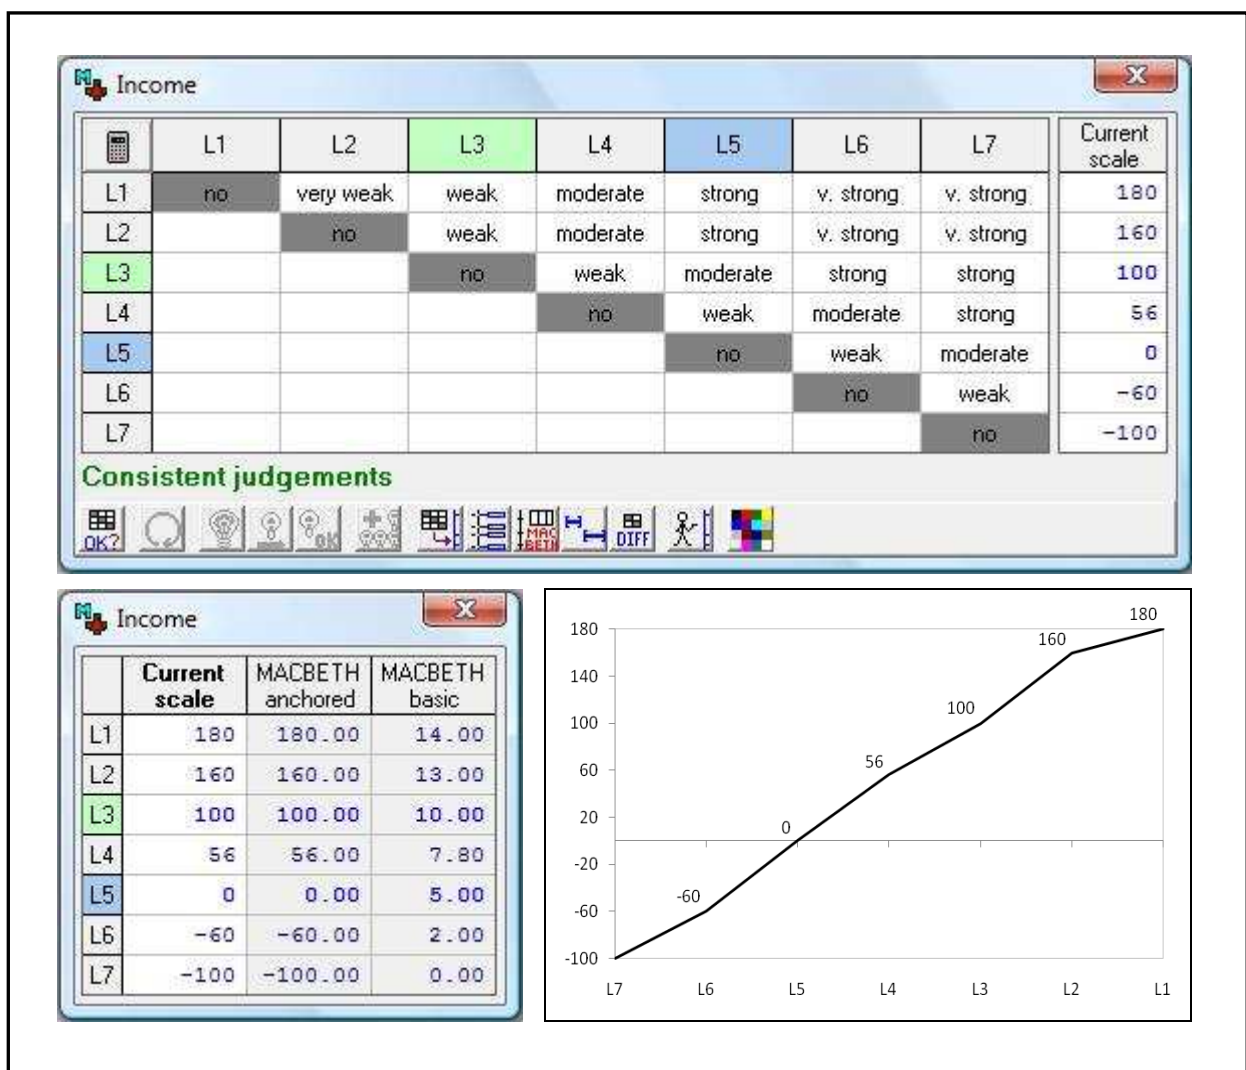 Income
L1 L2 L3 L4 L5 L6 L7 Current scale
L1 no very weak weak moderate strong v. strong v. strong 180
L2 no weak moderate strong v. strong v. strong 160
L3 no weak moderate strong strong 100
L4 no weak moderate strong 56
L5 no weak moderate 0
L6 no weak -60
L7 no -100
Consistent judgements
OK? OK MAC BETH DIFF
Income
Current scale MACBETH anchored MACBETH basic
L1 180 180.00 14.00
L2 160 160.00 13.00
L3 100 100.00 10.00
L4 56 56.00 7.80
L5 0 0.00 5.00
L6 -60 -60.00 2.00
L7 -100 -100.00 0.00
180
140
100
60
20
-20
-60
-100
-60
0
56
100
160
180
L7 L6 L5 L4 L3 L2 L1